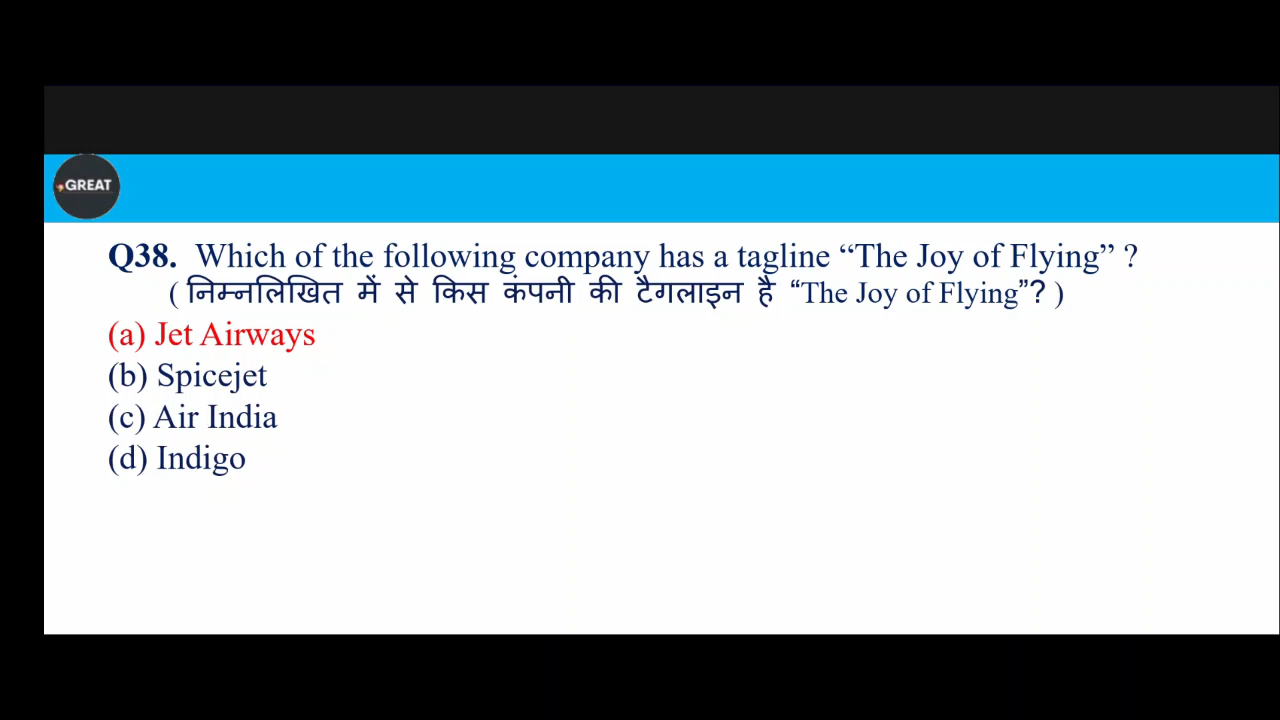 GREAT
Q38. Which of the following company has a tagline “The Joy of Flying” ?
( निम्नलिखित में से किस कंपनी की टैगलाइन है “The Joy of Flying”? )
(a) Jet Airways
(b) Spicejet
(c) Air India
(d) Indigo